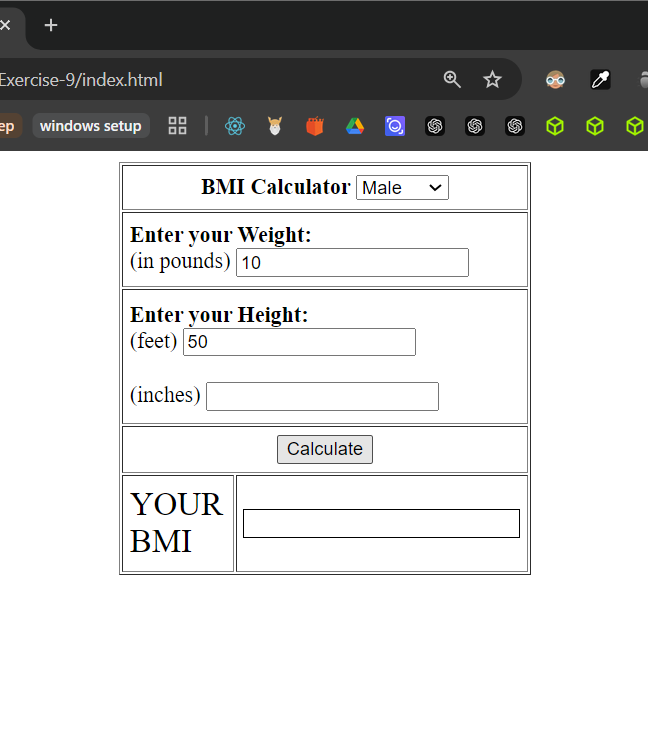 Exercise-9/index.html
ep
windows setup
BMI Calculator Male
Enter your Weight:
(in pounds) 10
Enter your Height:
(feet) 50
(inches)
Calculate
YOUR
BMI